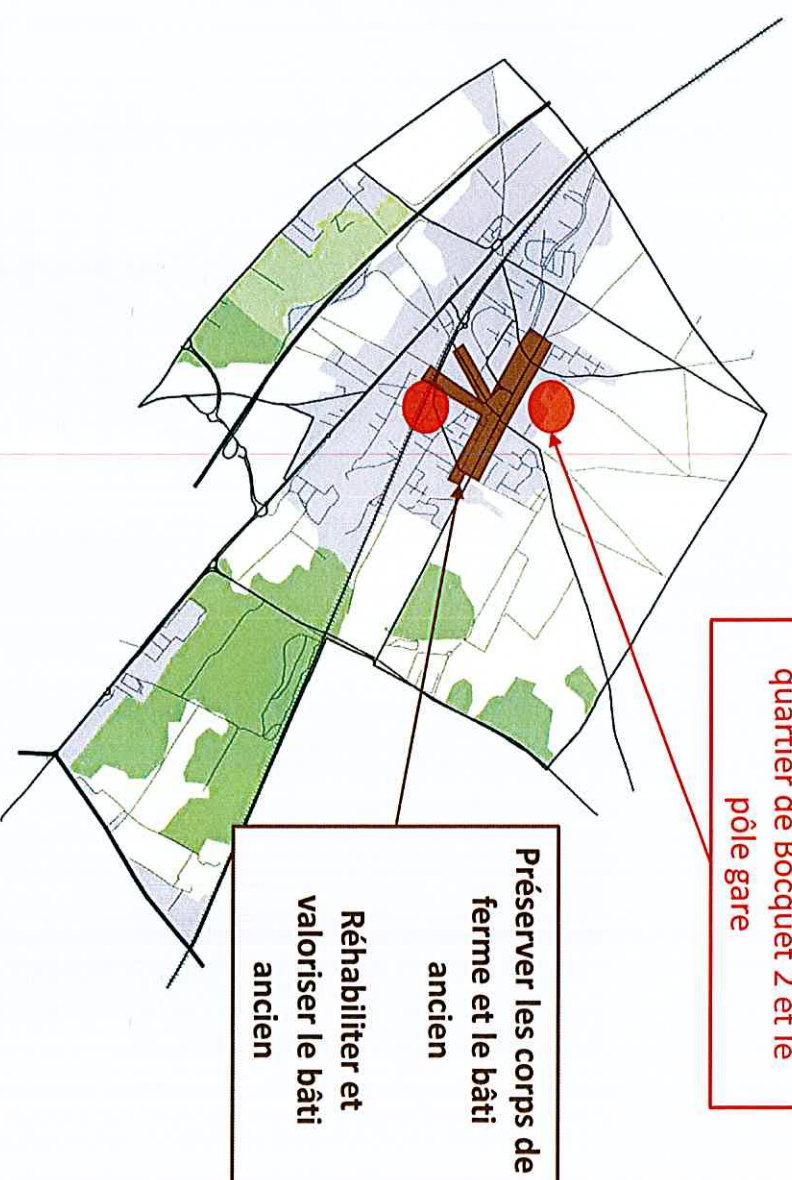 quartier de Bocquet 2 et le
pôle gare
Préserver les corps de
ferme et le bâti
ancien
Réhabiliter et
valoriser le bâti
ancien